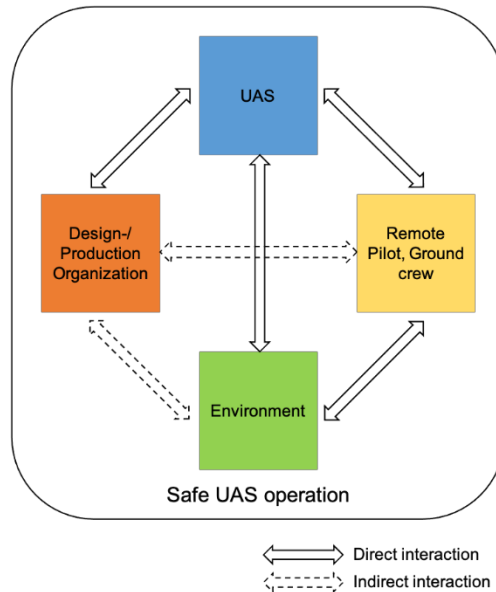 UAS
Design-/
Production
Organization
Remote
Pilot, Ground
crew
Environment
Safe UAS operation
Direct interaction
Indirect interaction